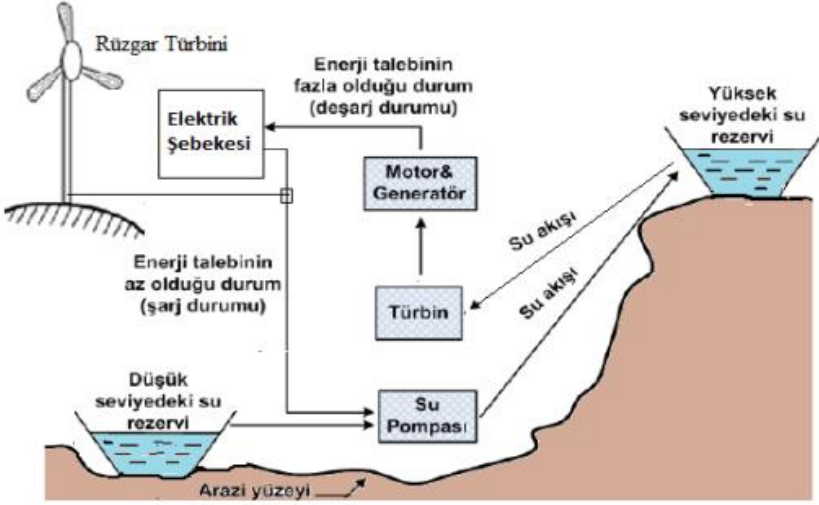 Rüzgar Türbini
Enerji talebinin
fazla olduğu durum
(deşarj durumu)
Yüksek
seviyedeki su
rezervi
Elektrik
Şebekesi
Motor&
Generatör
Su akışı
Su akışı
Enerji talebinin
az olduğu durum
(şarj durumu)
Türbin
Düşük
seviyedeki su
rezervi
Su
Pompası
Arazi yüzeyi